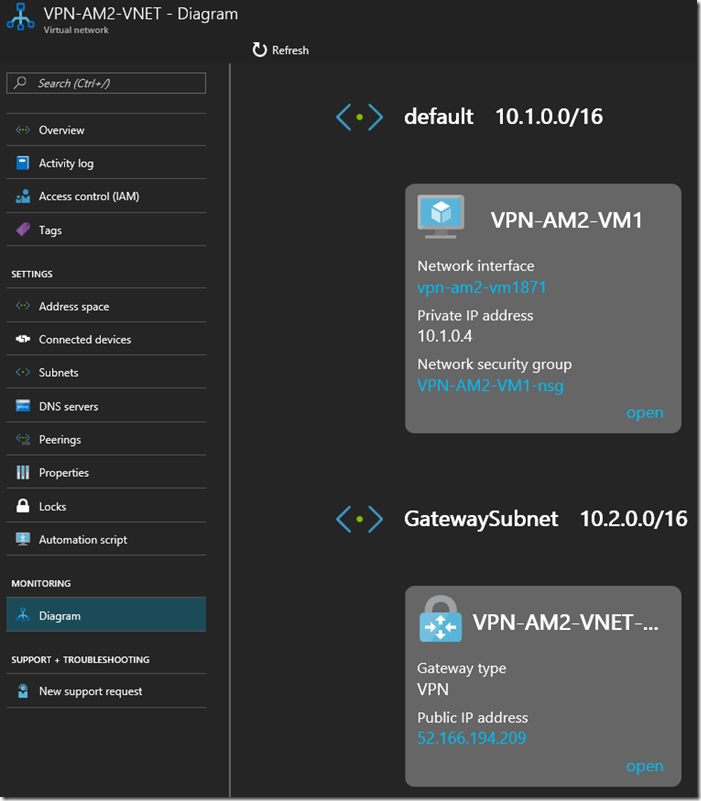 VPN-AM2-VNET - Diagram
Virtual network
Refresh
Search (Ctrl+/)
Overview
Activity log
Access control (IAM)
Tags
SETTINGS
Address space
Connected devices
Subnets
DNS servers
Peerings
Properties
Locks
Automation script
MONITORING
Diagram
SUPPORT + TROUBLESHOOTING
New support request
default 10.1.0.0/16
VPN-AM2-VM1
Network interface
vpn-am2-vm1871
Private IP address
10.1.0.4
Network security group
VPN-AM2-VM1-nsg
open
GatewaySubnet 10.2.0.0/16
VPN-AM2-VNET-...
Gateway type
VPN
Public IP address
52.166.194.209
open